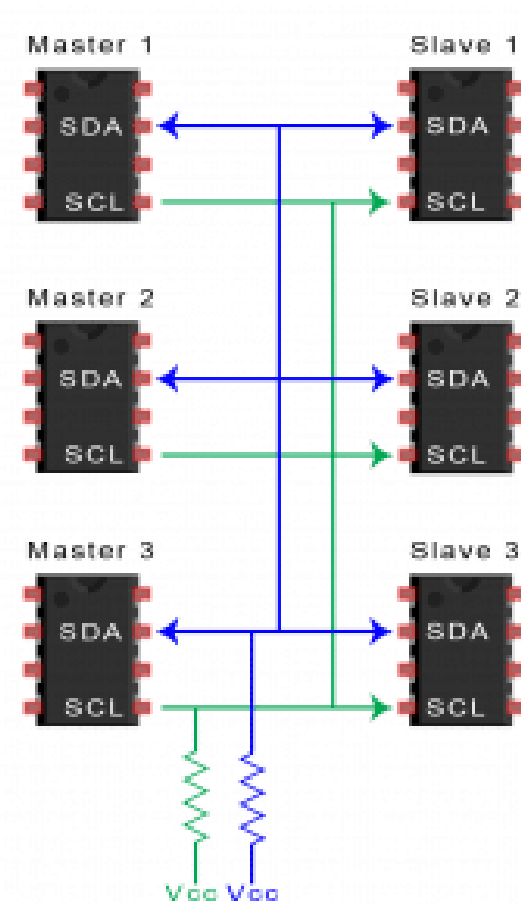 Master 1 Slave 1
SDA SDA
SCL SCL
Master 2 Slave 2
SDA SDA
SCL SCL
Master 3 Slave 3
SDA SDA
SCL SCL
Vcc Vcc